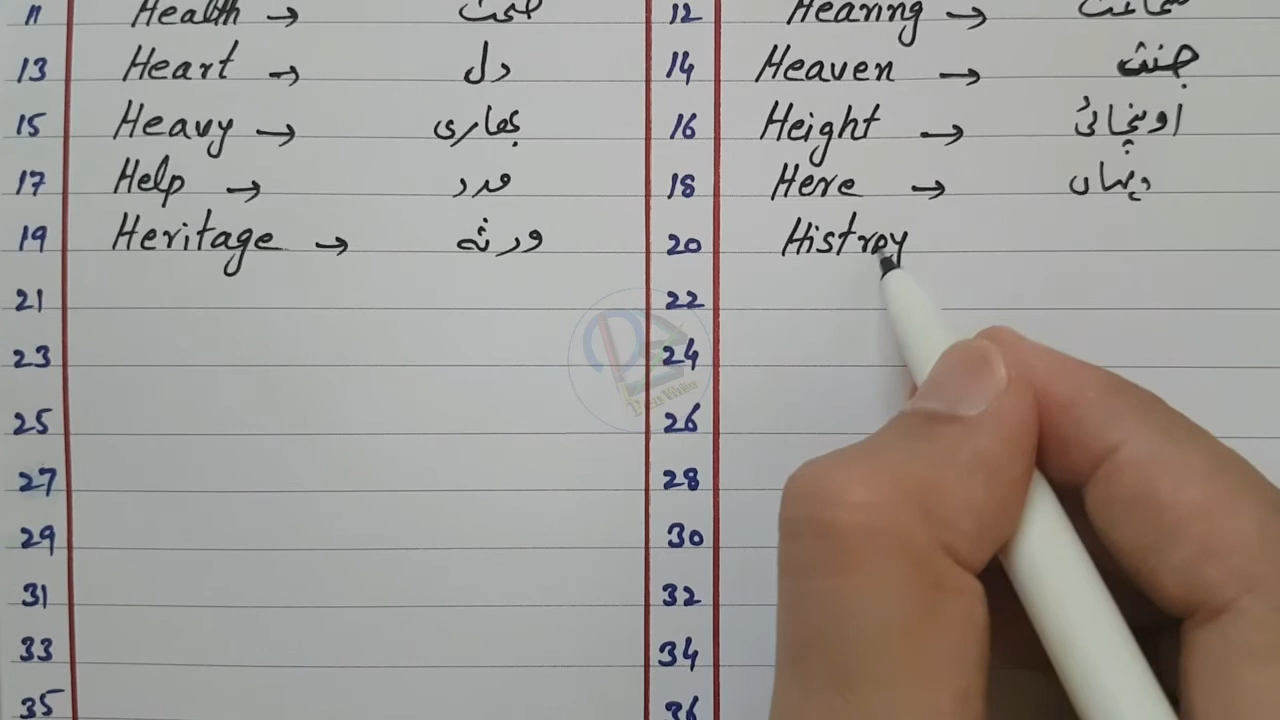 11 Health → صحت 12 Hearing → سماعت
13 Heart → دل 14 Heaven → جنت
15 Heavy → بھاری 16 Height → اونچائی
17 Help → مدد 18 Here → یہاں
19 Heritage → ورثہ 20 Histroy
21 22
23 24
25 26
27 28
29 30
31 32
33 34
35 36